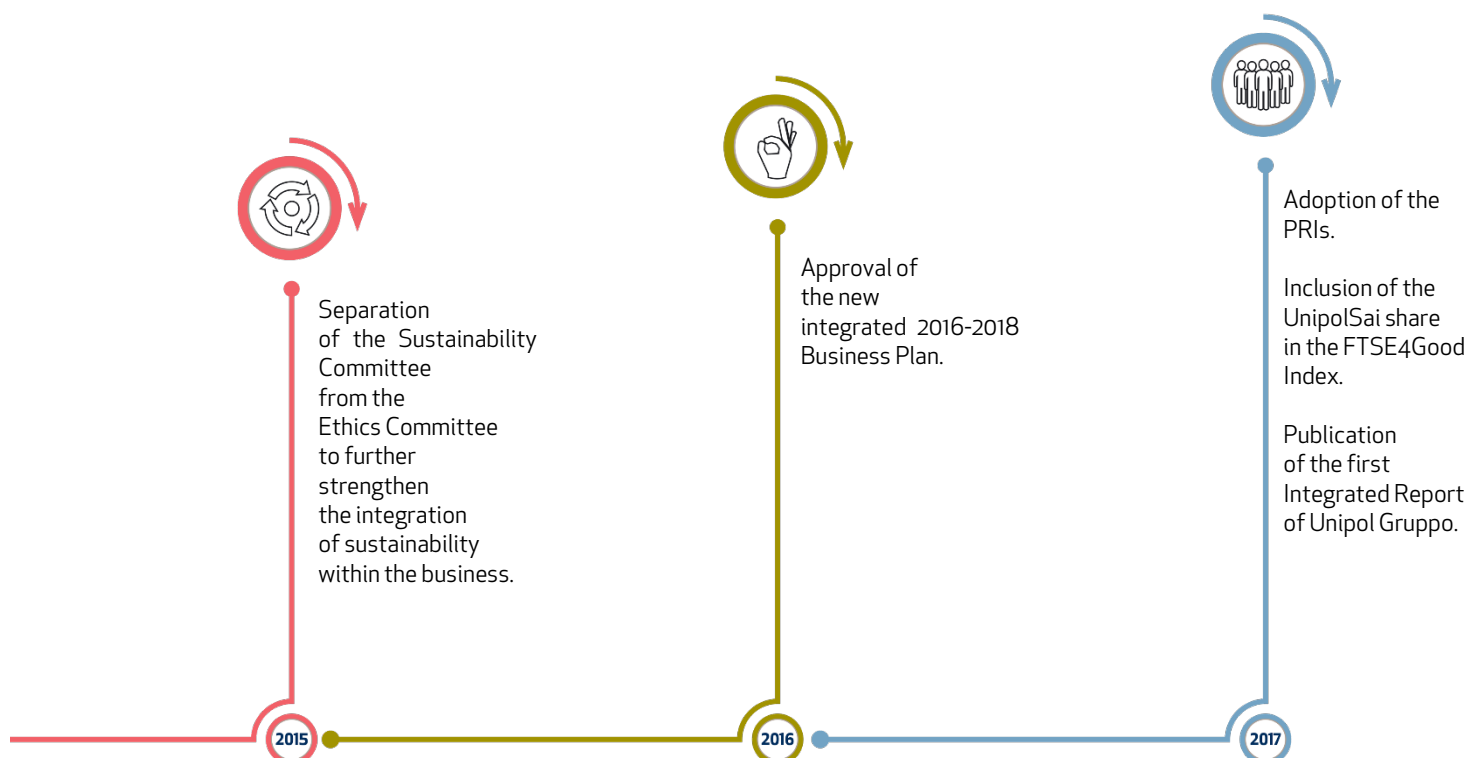 Separation
of the Sustainability
Committee
from the
Ethics Committee
to further
strengthen
the integration
of sustainability
within the business.
Approval of
the new
integrated 2016-2018
Business Plan.
Adoption of the
PRIs.
Inclusion of the
UnipolSai share
in the FTSE4Good
Index.
Publication
of the first
Integrated Report
of Unipol Gruppo.
2015
2016
2017